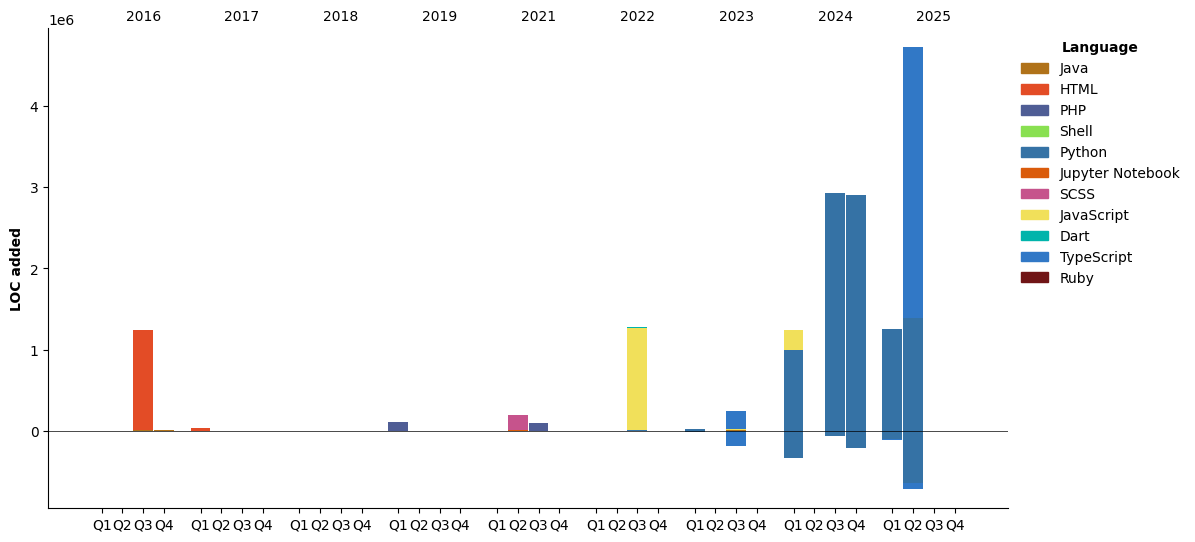 1e6
2016 2017 2018 2019 2021 2022 2023 2024 2025
LOC added
4
3
2
1
0
Q1 Q2 Q3 Q4 Q1 Q2 Q3 Q4 Q1 Q2 Q3 Q4 Q1 Q2 Q3 Q4 Q1 Q2 Q3 Q4 Q1 Q2 Q3 Q4 Q1 Q2 Q3 Q4 Q1 Q2 Q3 Q4 Q1 Q2 Q3 Q4
Language
Java
HTML
PHP
Shell
Python
Jupyter Notebook
SCSS
JavaScript
Dart
TypeScript
Ruby